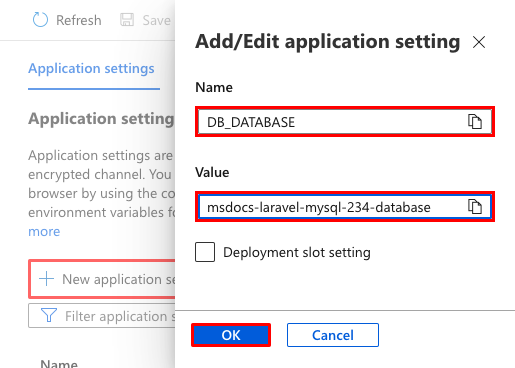 Refresh
Save
Application settings
Application setting
Application settings are
encrypted channel. You
browser by using the co
environment variables fo
more
New application se
Filter application s
Name
Add/Edit application setting
Name
DB_DATABASE
Value
msdocs-laravel-mysql-234-database
Deployment slot setting
OK
Cancel